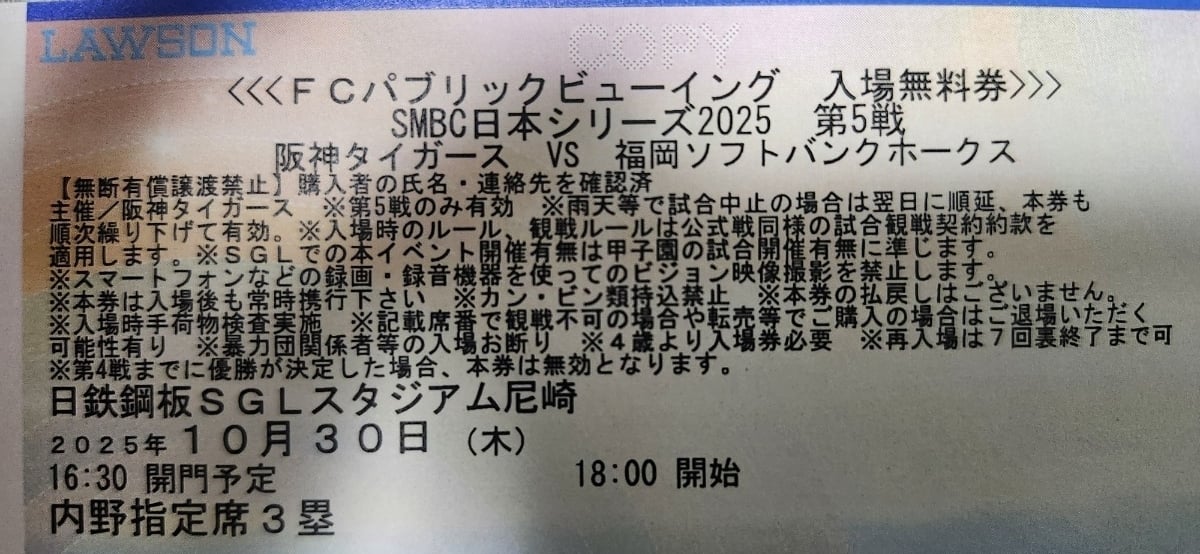 LAWSON
COPY
<<<FCパブリックビューイング 入場無料券>>>
SMBC日本シリーズ2025 第5戦
阪神タイガース VS 福岡ソフトバンクホークス
【無断有償譲渡禁止】購入者の氏名・連絡先を確認済
主催/阪神タイガース ※第5戦のみ有効 ※雨天等で試合中止の場合は翌日に順延、本券も
順次繰り下げて有効。※入場時のルール、観戦ルールは公式戦同様の試合観戦契約約款を
適用します。※SGLでの本イベント開催有無は甲子園の試合開催有無に準じます。
※スマートフォンなどの録画・録音機器を使ってのビジョン映像撮影を禁止します。
※本券は入場後も常時携行下さい ※カン・ビン類持込禁止 ※本券の払戻しはございません。
※入場時手荷物検査実施 ※記載席番で観戦不可の場合や転売等でご購入の場合はご退場いただく
可能性有り ※暴力団関係者等の入場お断り ※4歳より入場券必要 ※再入場は7回裏終了まで可
※第4戦までに優勝が決定した場合、本券は無効となります。
日鉄鋼板SGLスタジアム尼崎
2025年10月30日(木)
16:30 開門予定 18:00 開始
内野指定席3塁